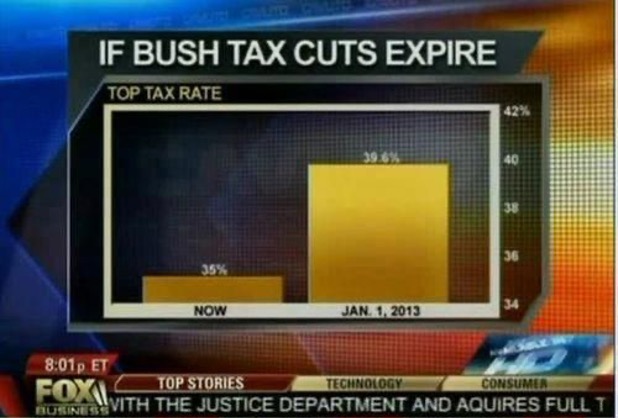 IF BUSH TAX CUTS EXPIRE
TOP TAX RATE
42%
39.6%
40
38
36
35%
34
NOW JAN. 1, 2013
HD
8:01p ET
TOP STORIES TECHNOLOGY CONSUMER
FOX
BUSINESS
WITH THE JUSTICE DEPARTMENT AND AQUIRES FULL T